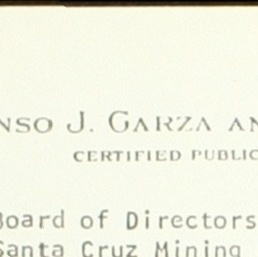 NSO J. GARZA AN
CERTIFIED PUBLIC
Board of Directors
Santa Cruz Mining